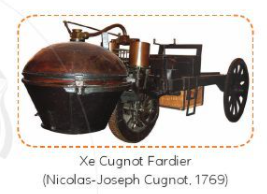 Xe Cugnot Fardier
(Nicolas-Joseph Cugnot, 1769)